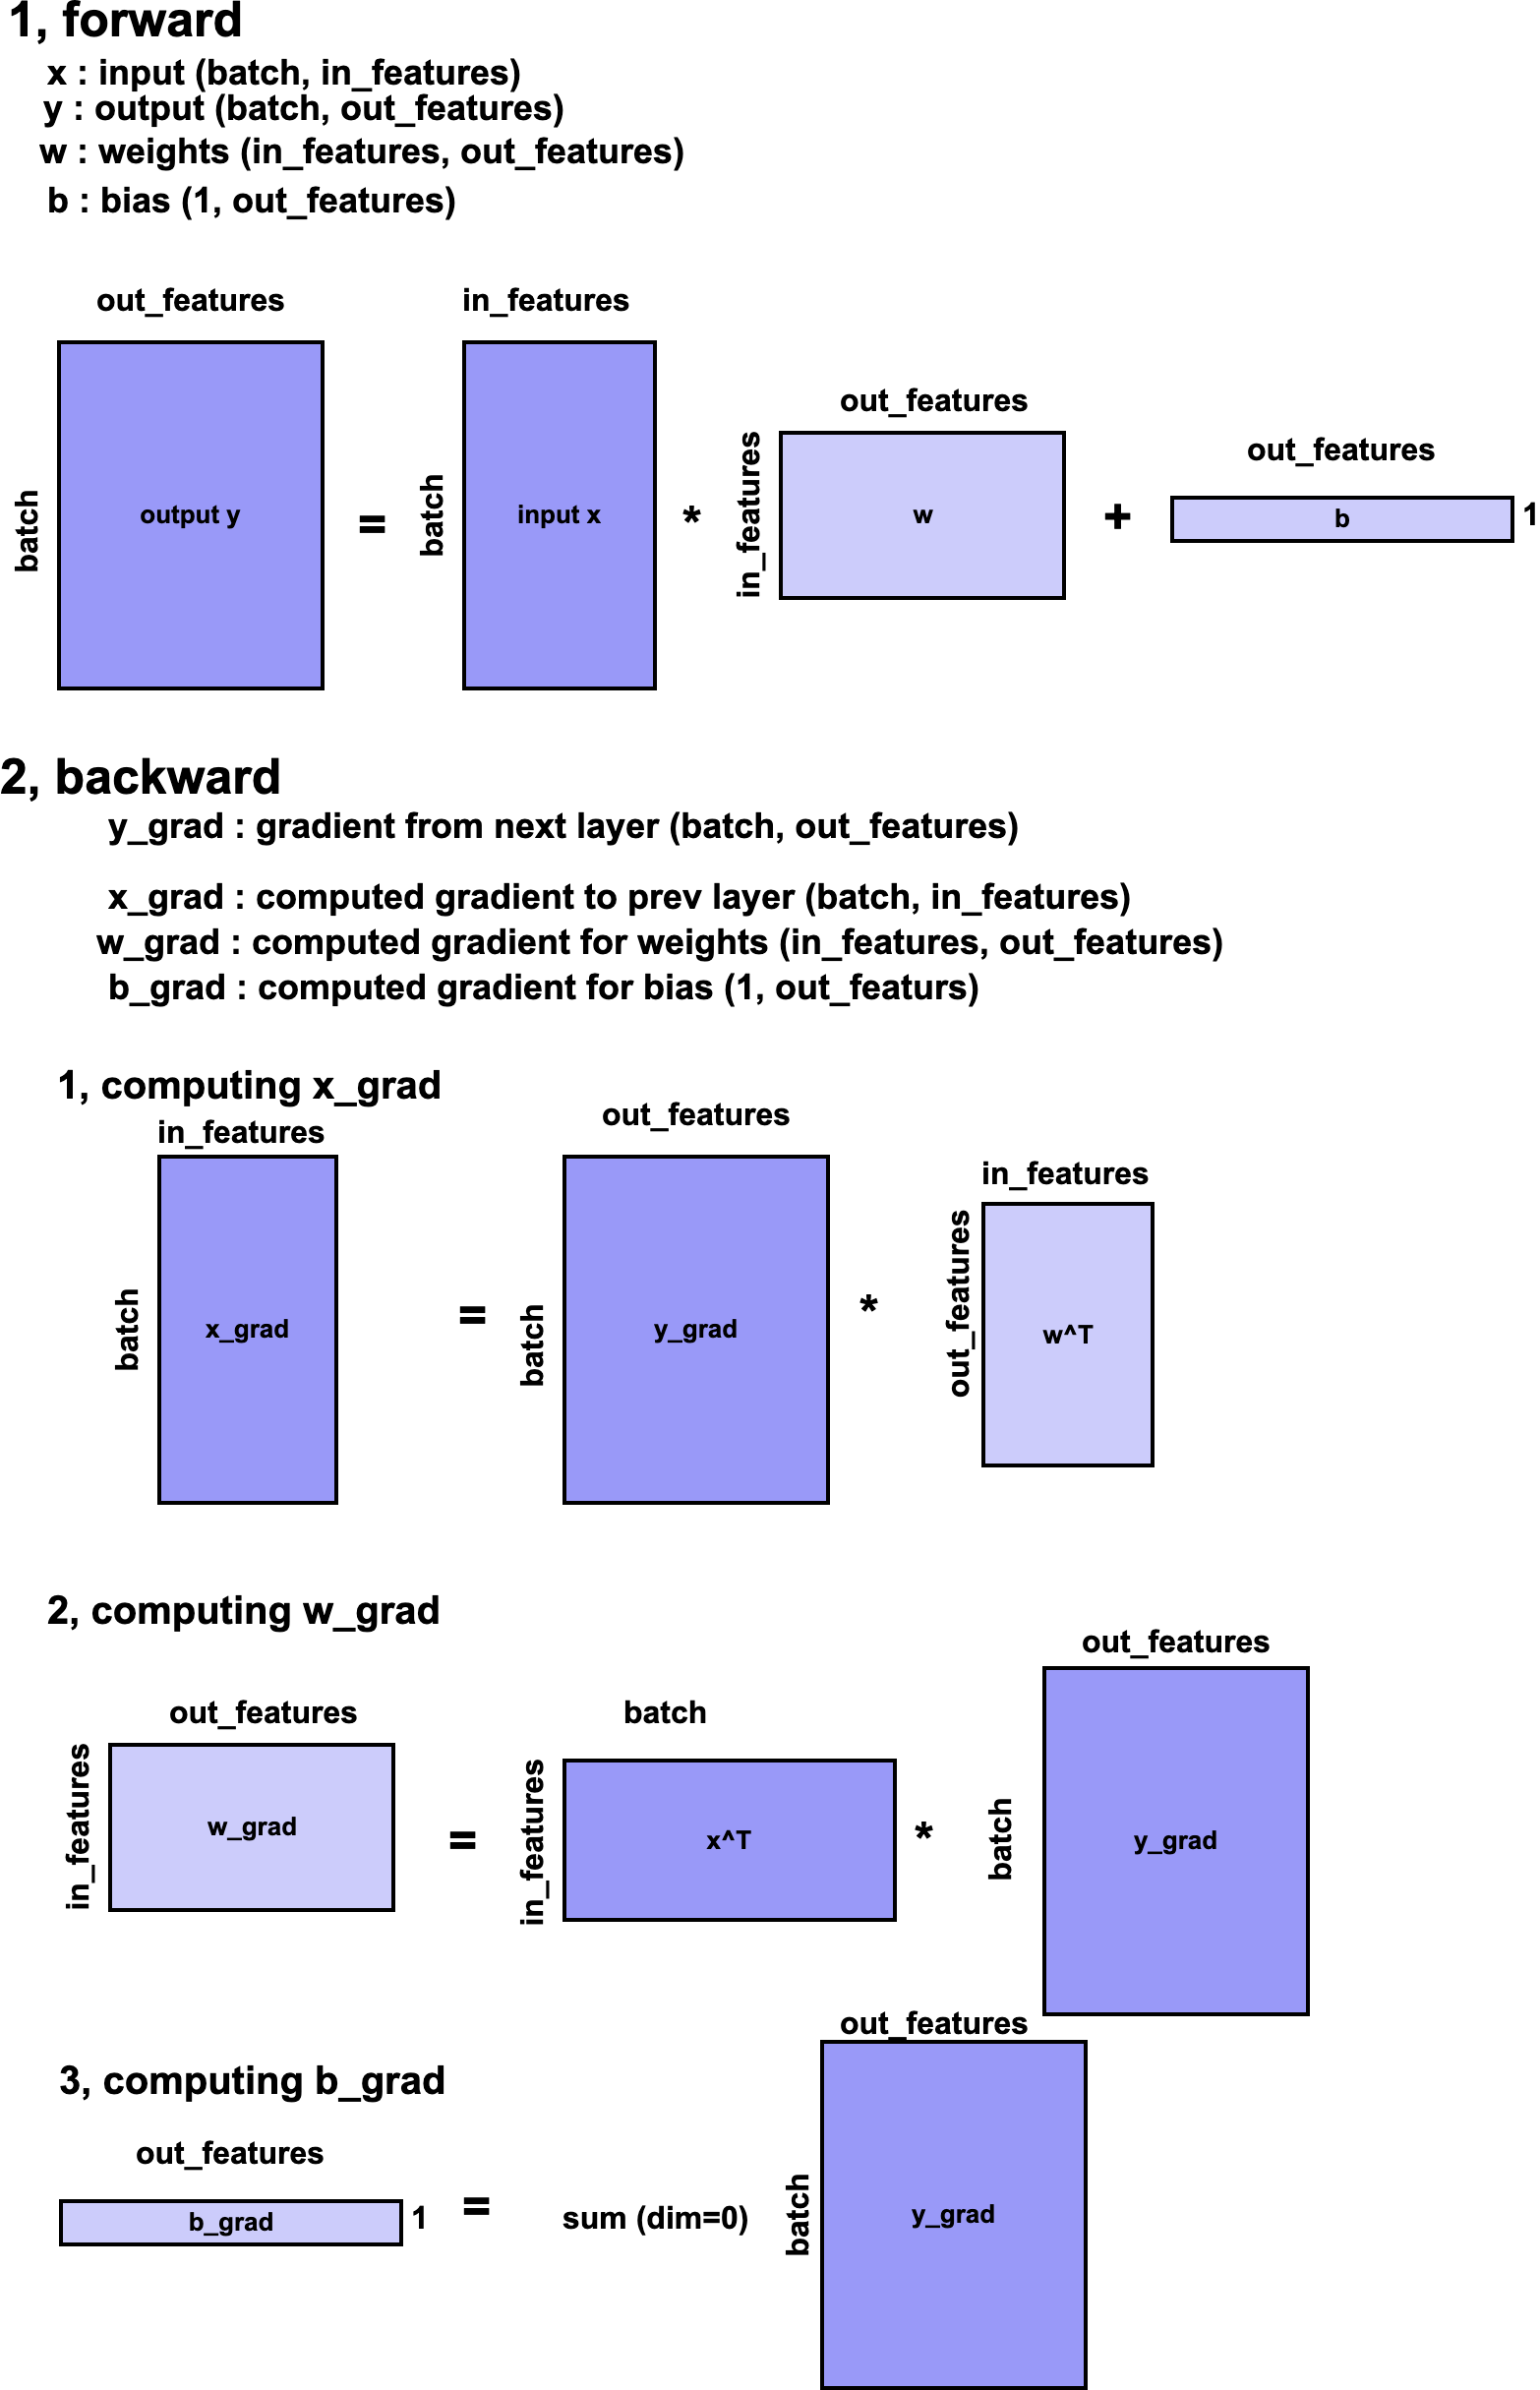 1, forward
x : input (batch, in_features)
y : output (batch, out_features)
w : weights (in_features, out_features)
b : bias (1, out_features)
out_features
in_features
out_features
out_features
batch
output y
=
batch
input x
*
in_features
w
+
b
1
2, backward
y_grad : gradient from next layer (batch, out_features)
x_grad : computed gradient to prev layer (batch, in_features)
w_grad : computed gradient for weights (in_features, out_features)
b_grad : computed gradient for bias (1, out_featurs)
1, computing x_grad
in_features
out_features
in_features
batch
x_grad
=
batch
y_grad
*
out_features
w^T
2, computing w_grad
out_features
batch
out_features
in_features
w_grad
=
in_features
x^T
*
batch
y_grad
3, computing b_grad
out_features
out_features
b_grad
1
=
sum (dim=0)
batch
y_grad